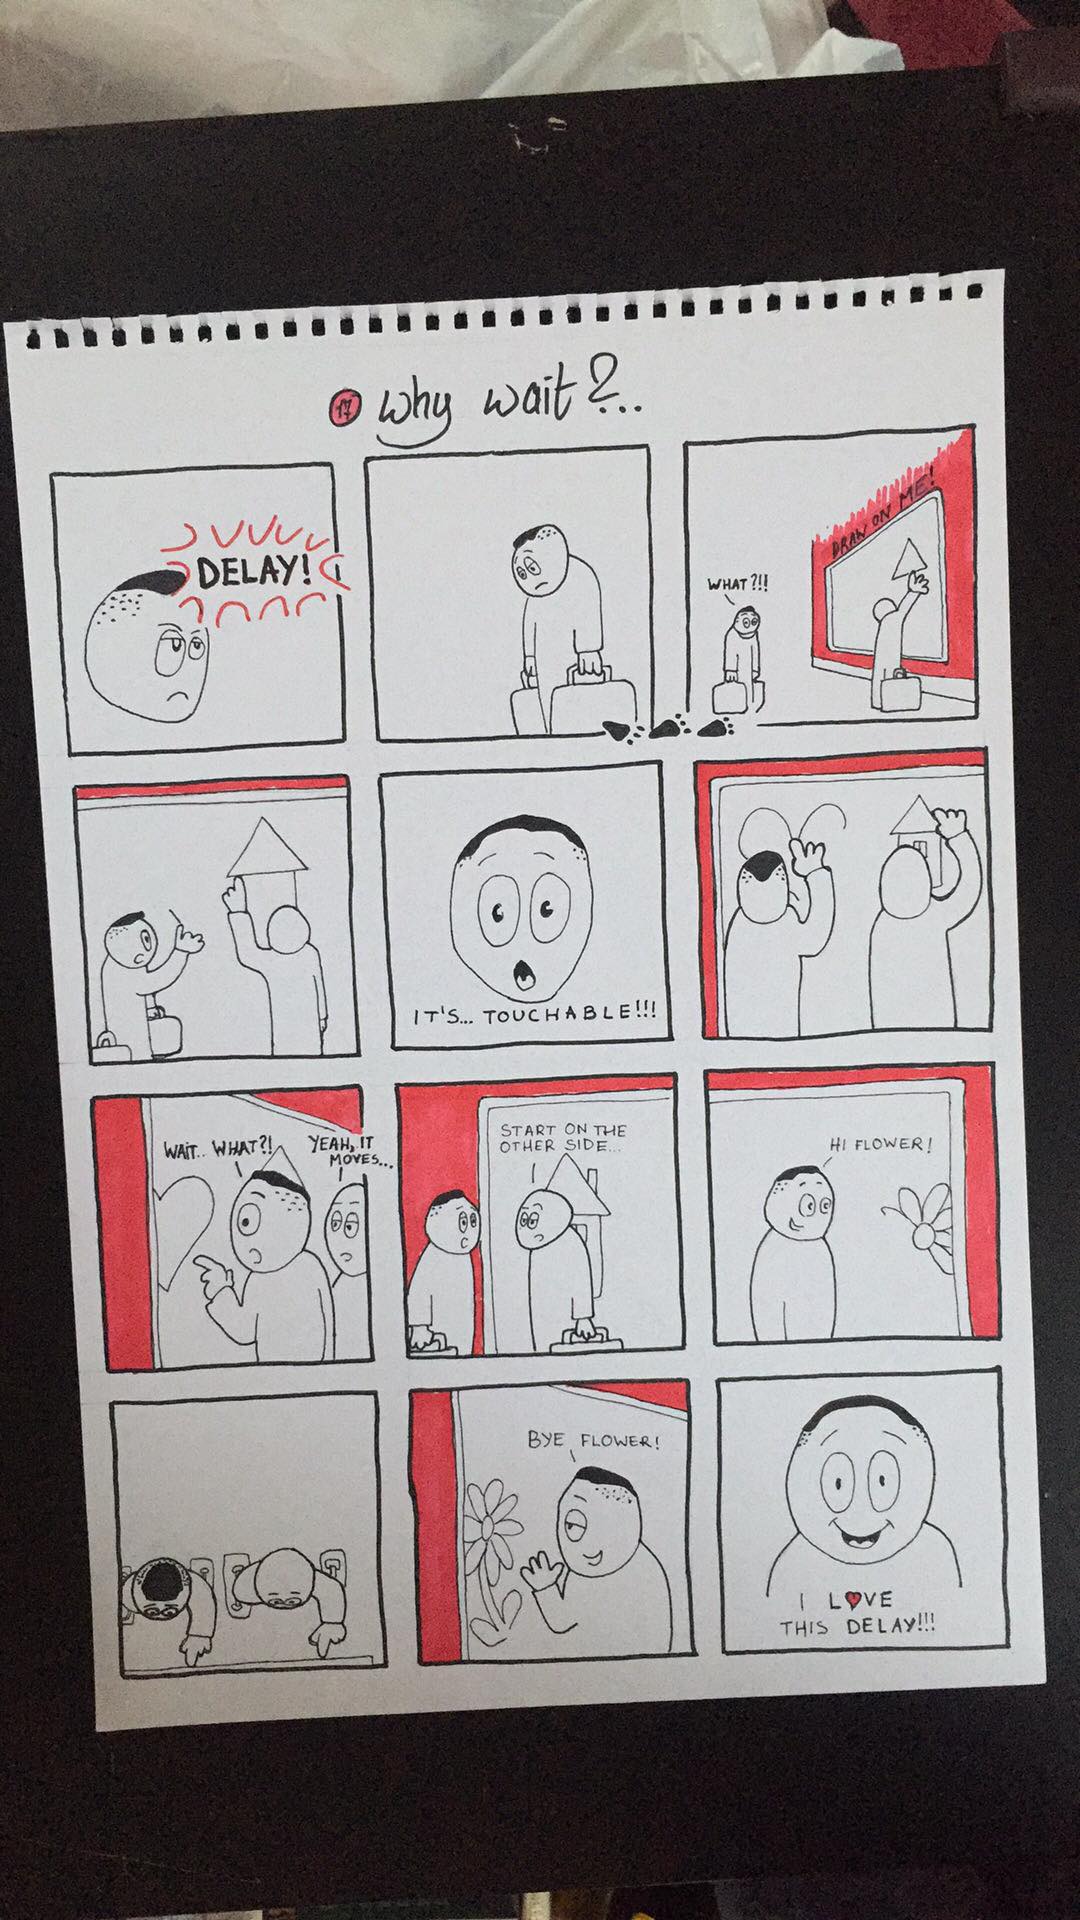 17 why wait?...
DELAY!
WHAT?!!
DRAW ON ME!
IT'S... TOUCHABLE!!!
WAIT.. WHAT?!
YEAH, IT
MOVES...
START ON THE
OTHER SIDE...
HI FLOWER!
BYE FLOWER!
I LOVE
THIS DELAY!!!